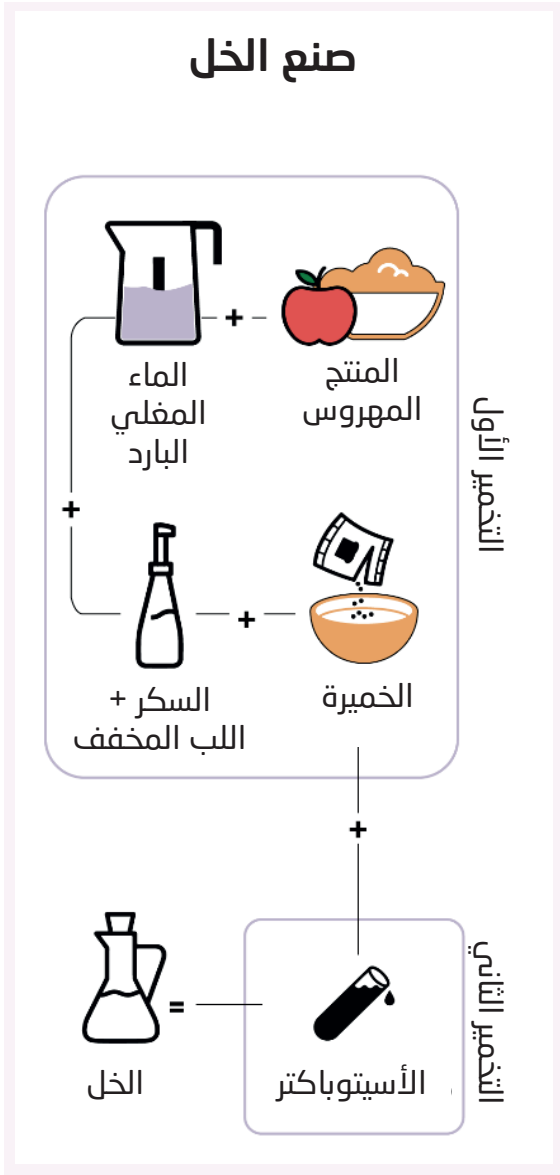 صنع الخل
المنتج
المهروس
+
الماء
المغلي
البارد
+
السكر +
اللب المخفف
+
الخميرة
التخمير الأول
+
الأسيتوباكتر
التخمير الثاني
=
الخل